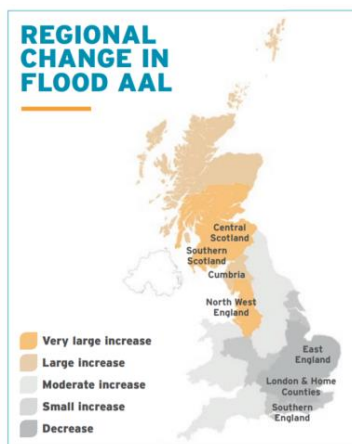 REGIONAL
CHANGE IN
FLOOD AAL
Central
Scotland
Southern
Scotland
Cumbria
North West
England
East
England
London & Home
Counties
Southern
England
Very large increase
Large increase
Moderate increase
Small increase
Decrease